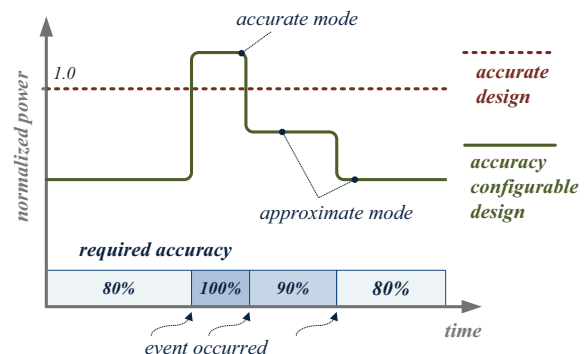 accurate mode
1.0
accurate
design
normalized power
accuracy
configurable
design
approximate mode
required accuracy
80%
100%
90%
80%
event occurred
time